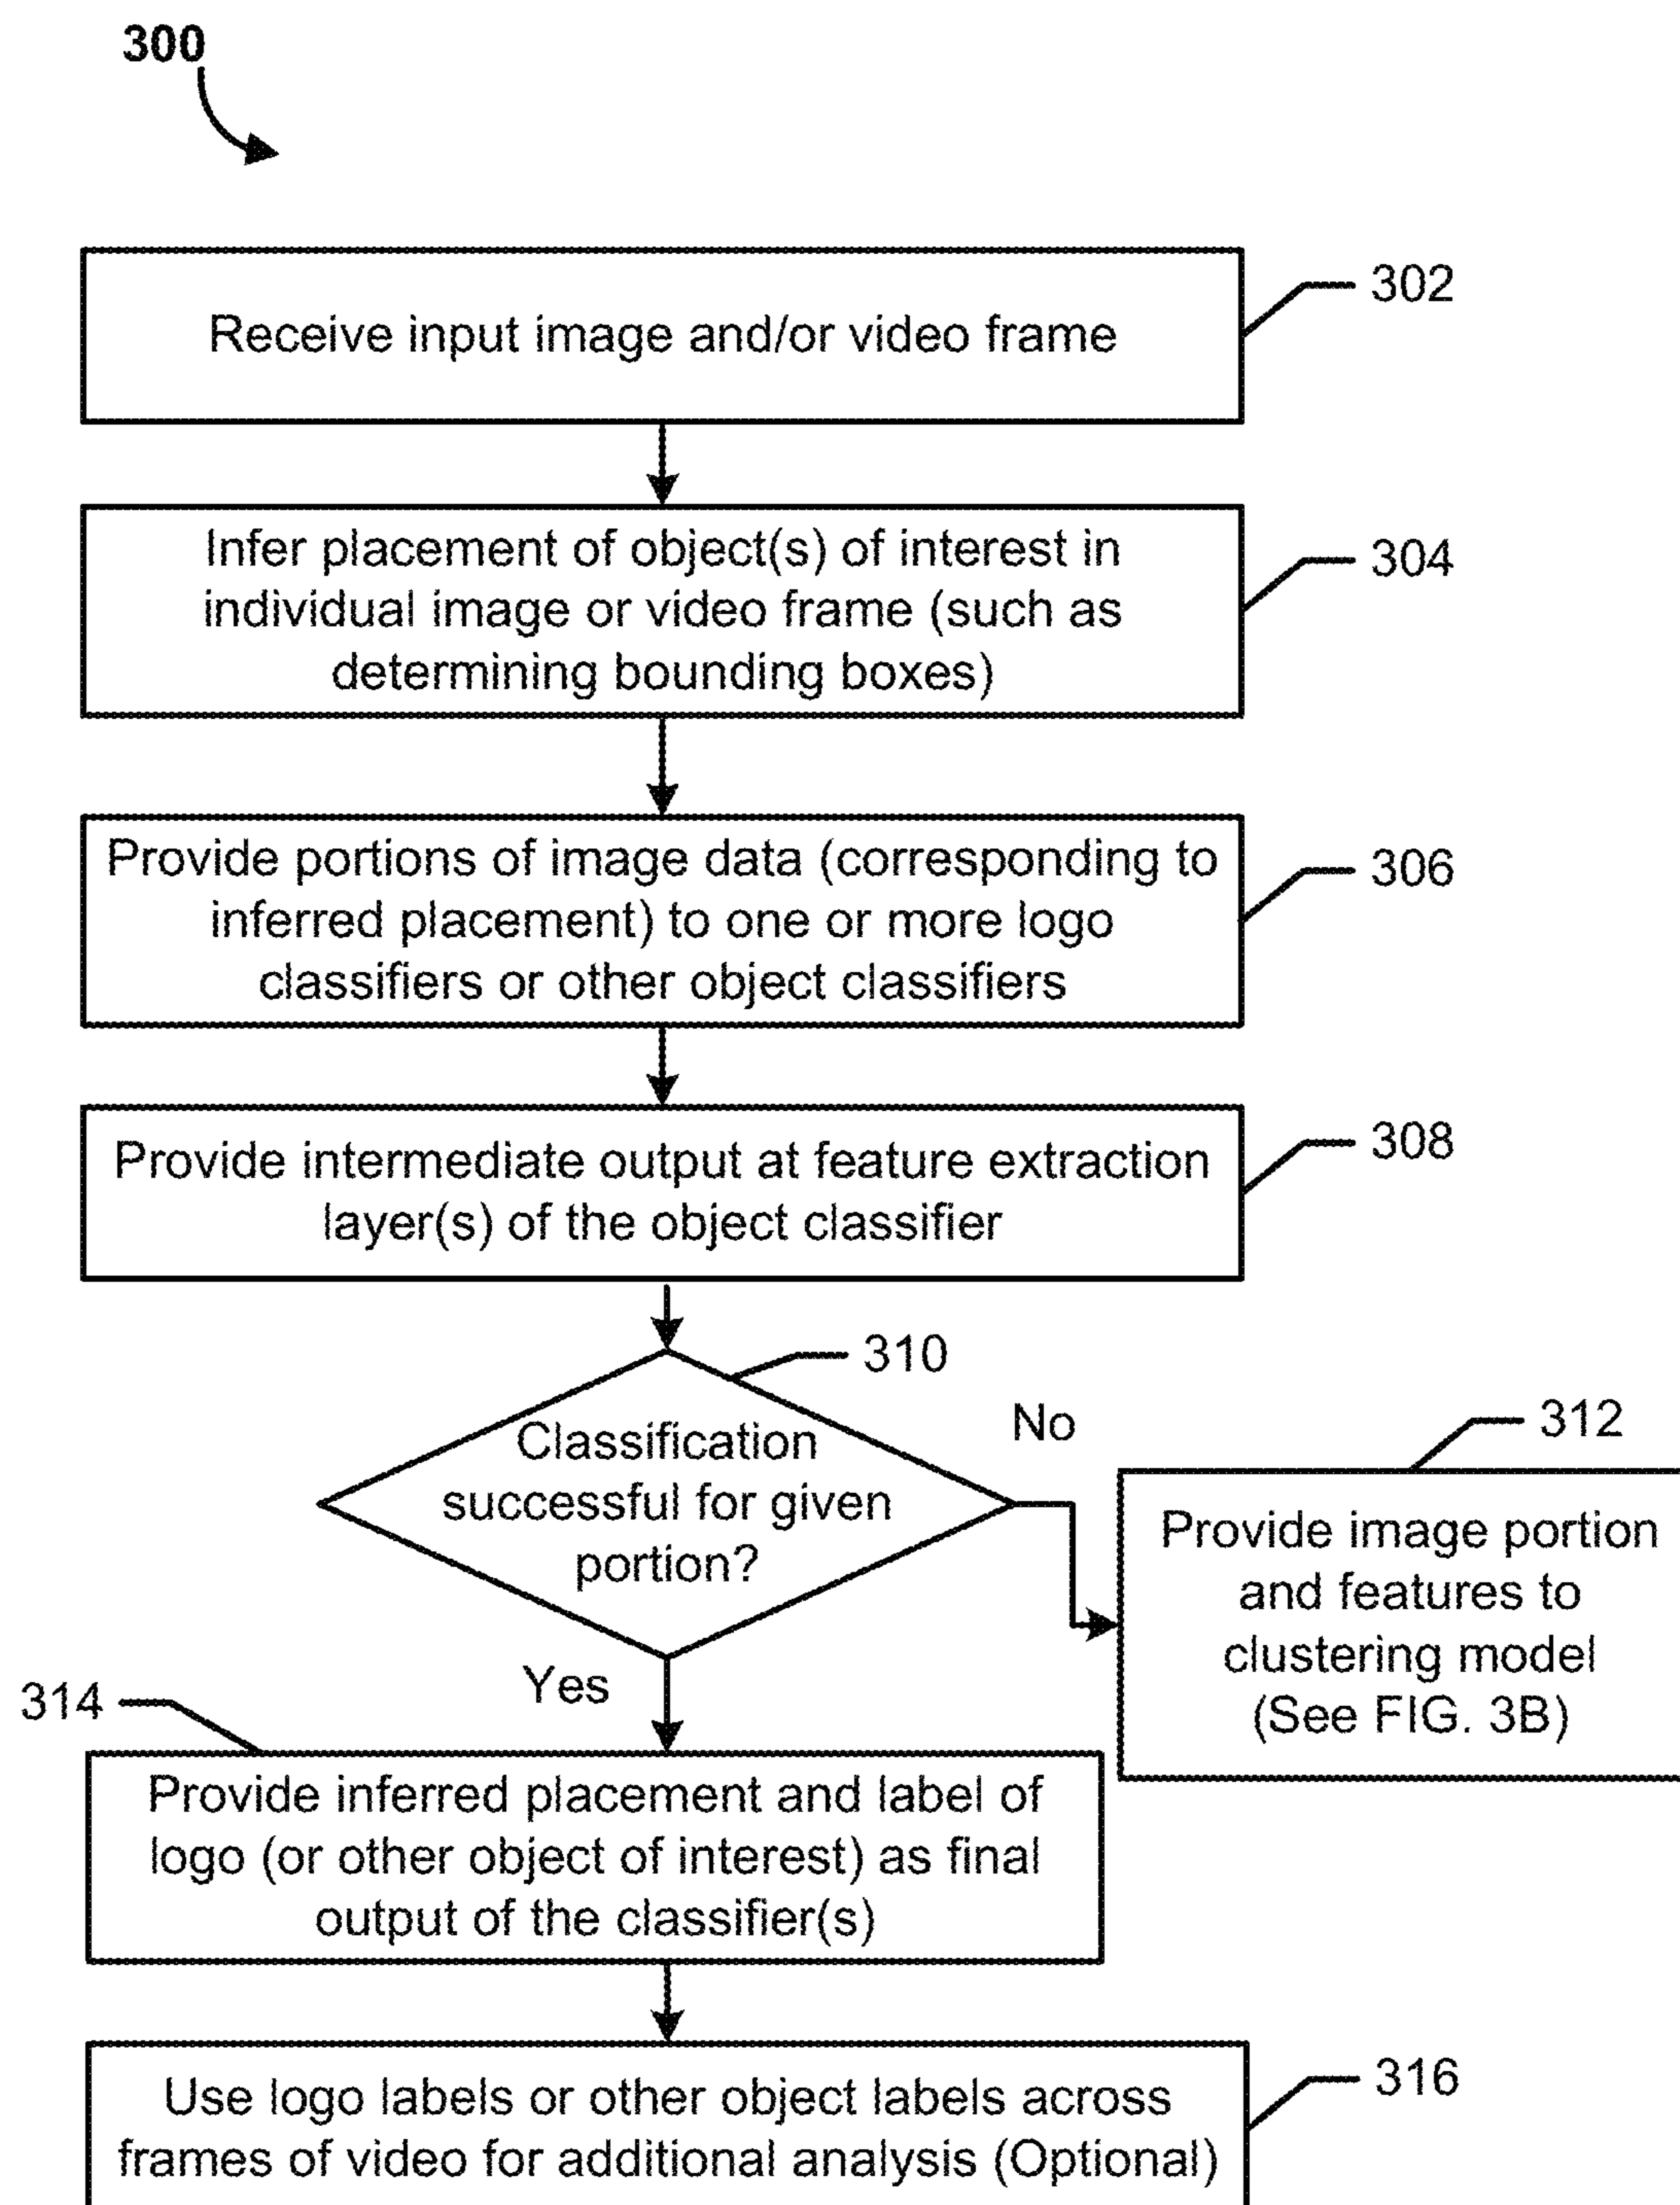 300
Receive input image and/or video frame
302
Infer placement of object(s) of interest in
individual image or video frame (such as
determining bounding boxes)
304
Provide portions of image data (corresponding to
inferred placement) to one or more logo
classifiers or other object classifiers
306
Provide intermediate output at feature extraction
layer(s) of the object classifier
308
310
Classification
successful for given
portion?
No
312
Provide image portion
and features to
clustering model
(See FIG. 3B)
Yes
314
Provide inferred placement and label of
logo (or other object of interest) as final
output of the classifier(s)
Use logo labels or other object labels across
frames of video for additional analysis (Optional)
316